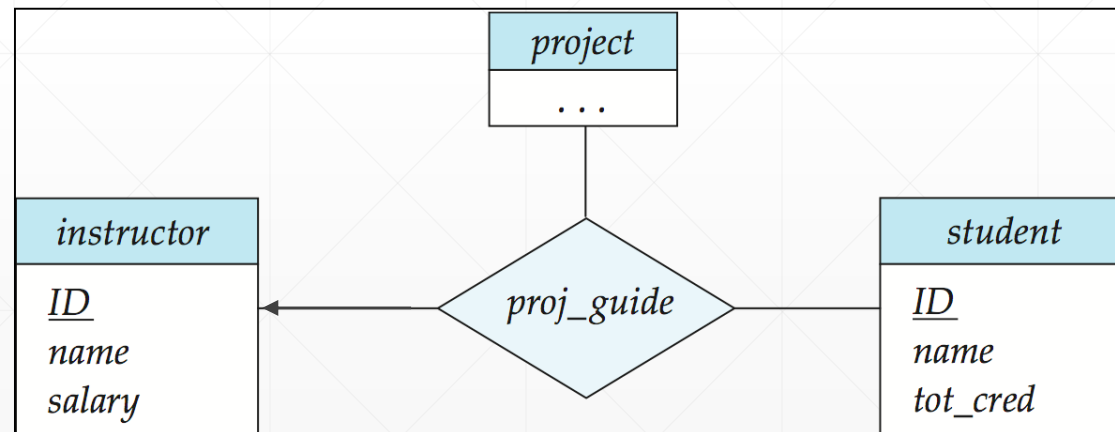 project
. . .
instructor
ID
name
salary
proj_guide
student
ID
name
tot_cred